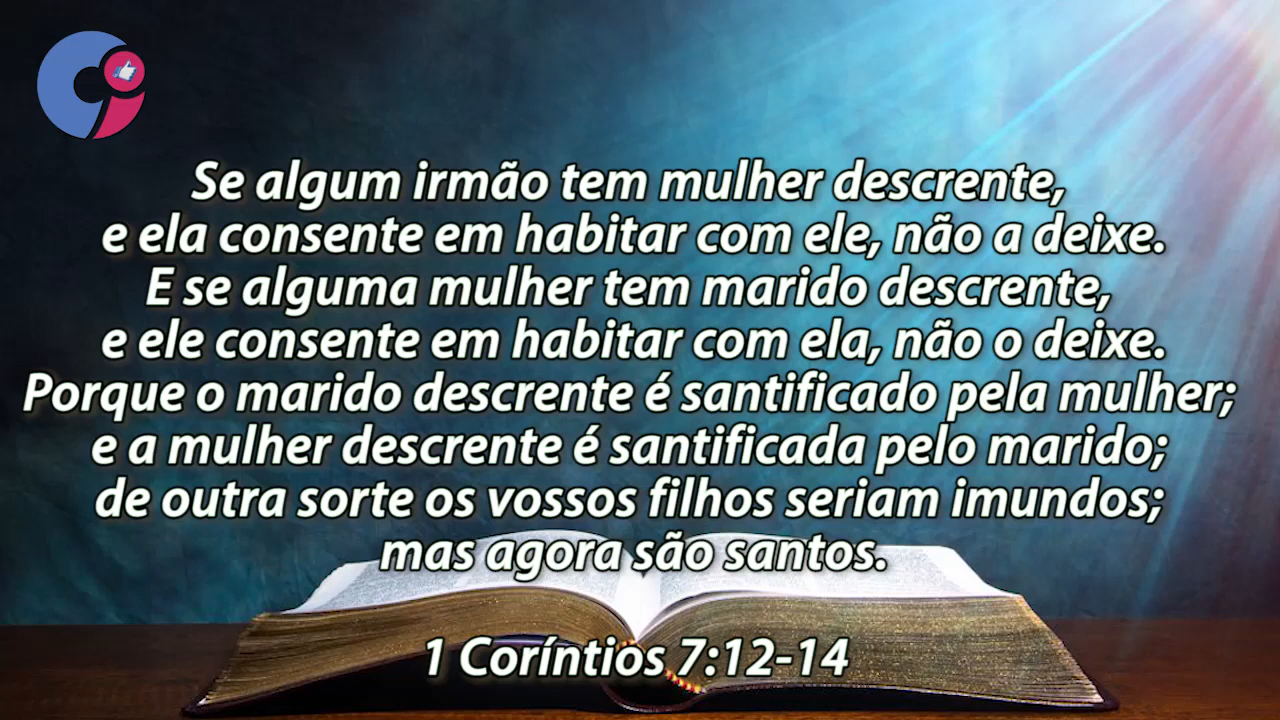 Se algum irmão tem mulher descrente,
e ela consente em habitar com ele, não a deixe.
E se alguma mulher tem marido descrente,
e ele consente em habitar com ela, não o deixe.
Porque o marido descrente é santificado pela mulher;
e a mulher descrente é santificada pelo marido;
de outra sorte os vossos filhos seriam imundos;
mas agora são santos.
1 Coríntios 7:12-14